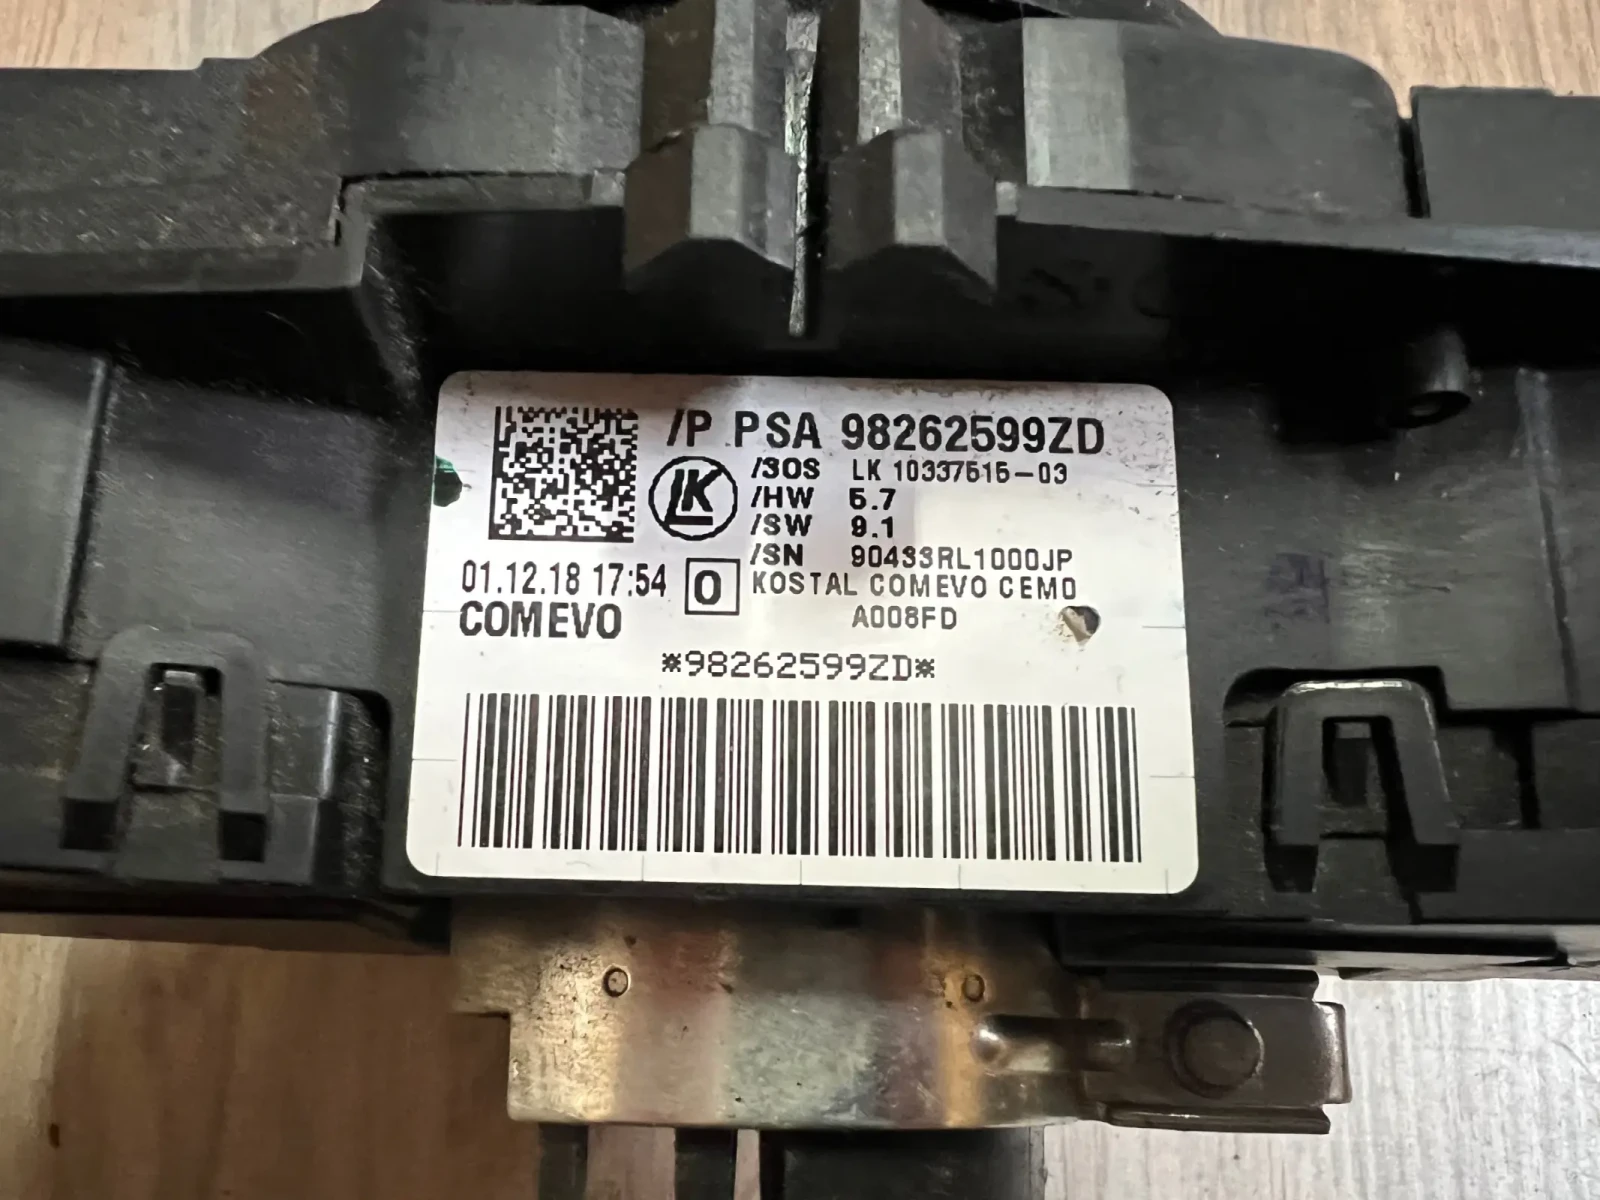 /P PSA 98262599ZD
LK /3OS LK 10337515-03
/HW 5.7
/SW 9.1
/SN 90433RL1000JP
01.12.18 17:54 0 KOSTAL COMEVO CEMO
COMEVO A008FD
*98262599ZD*